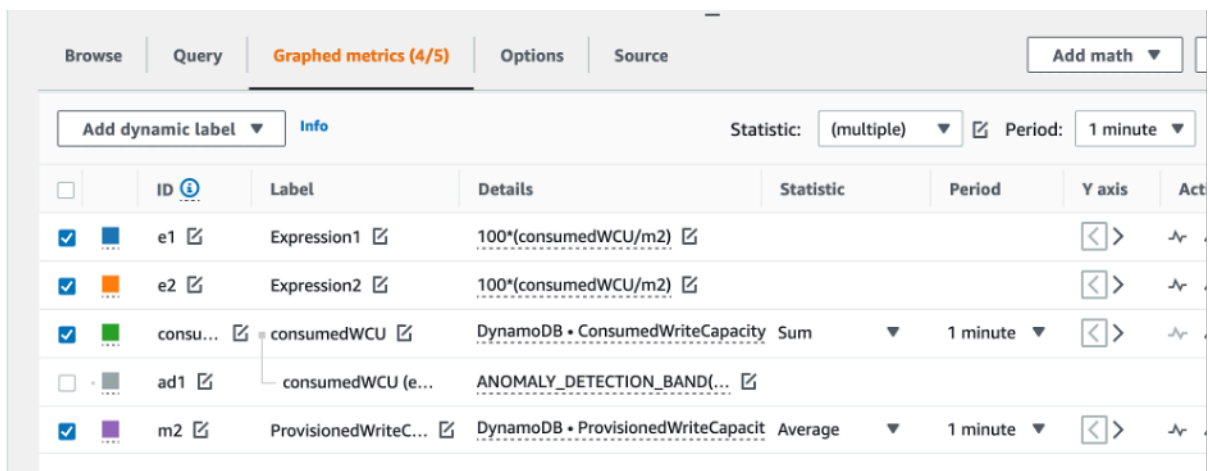 Browse Query Graphed metrics (4/5) Options Source Add math
Add dynamic label Info Statistic: (multiple) Period: 1 minute
ID Label Details Statistic Period Y axis Acti
e1 Expression1 100*(consumedWCU/m2)
e2 Expression2 100*(consumedWCU/m2)
consu... consumedWCU DynamoDB • ConsumedWriteCapacity Sum 1 minute
ad1 consumedWCU (e... ANOMALY_DETECTION_BAND(...
m2 ProvisionedWriteC... DynamoDB • ProvisionedWriteCapacit Average 1 minute